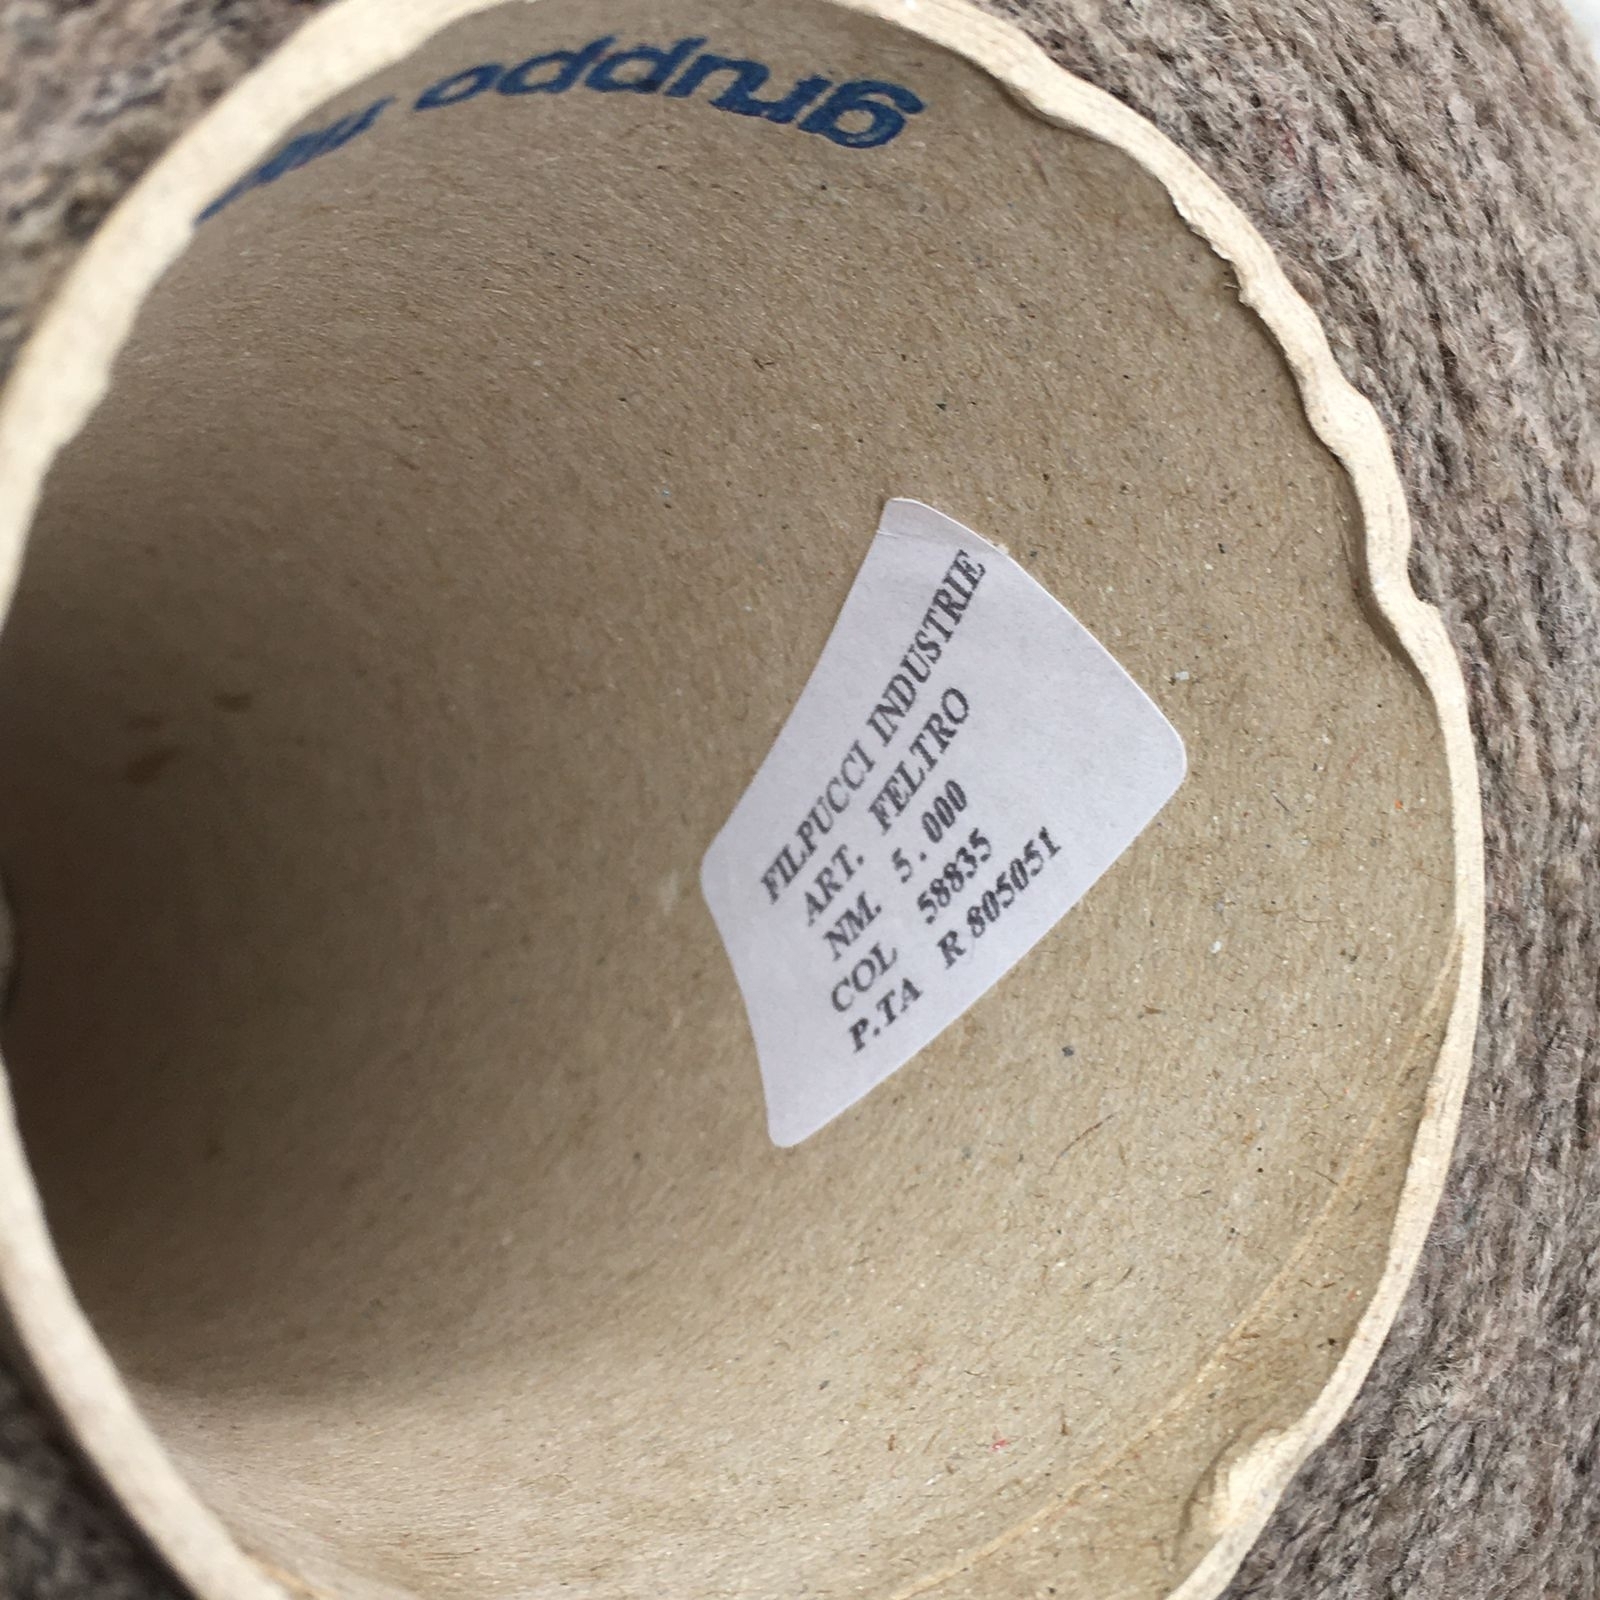 gruppo
FILPUCCI INDUSTRIE
ART. FELTRO
NM. 5.000
COL 58835
P.TA R 805051